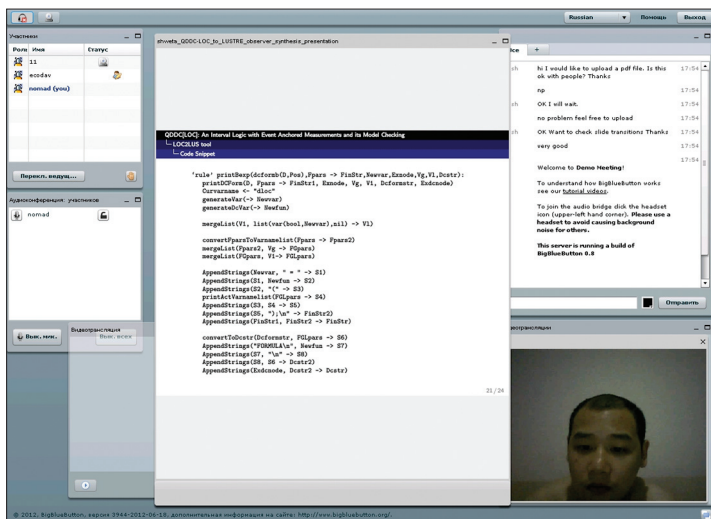 Russian
Помощь
Выход
Участники
Роль Имя Статус
11
ecodav
nomad (you)
Перекл. ведущ...
Аудиоконференция: участников
nomad
Выкл. мик.
Выкл. всех
Видеотрансляция
shweta_QDDC-LOC_to_LUSTRE_observer_synthesis_presentation
QDDC[LOC]: An Interval Logic with Event Anchored Measurements and its Model Checking
LOC2LUS tool
Code Snippet
'rule' printBexp(dcformb(D,Pos),Fpars -> FinStr,Newvar,Exnode,Vg,Vl,Dcstr):
printDCForm(D, Fpars -> FinStr1, Exnode, Vg, V1, Dcformstr, Exdcnode)
Curvarname <- "dloc"
generateVar(-> Newvar)
generateDcVar(-> Newfun)
mergeList(V1, list(var(bool,Newvar),nil) -> Vl)
convertFparsToVarnamelist(Fpars -> Fpars2)
mergeList(Fpars2, Vg -> FGpars)
mergeList(FGpars, Vl-> FGLpars)
AppendStrings(Newvar, " = " -> S1)
AppendStrings(S1, Newfun -> S2)
AppendStrings(S2, "(" -> S3)
printActVarnamelist(FGLpars -> S4)
AppendStrings(S3, S4 -> S5)
AppendStrings(S5, ");\n" -> FinStr2)
AppendStrings(FinStr1, FinStr2 -> FinStr)
convertToDcstr(Dcformstr, FGLpars -> S6)
AppendStrings("FORMULA\n", Newfun -> S7)
AppendStrings(S7, "\n" -> S8)
AppendStrings(S8, S6 -> Dcstr2)
AppendStrings(Exdcnode, Dcstr2 -> Dcstr)
21/24
hi I would like to upload a pdf file. Is this 17:54
ok with people? Thanks
np 17:54
OK I will wait. 17:54
no problem feel free to upload 17:54
OK Want to check slide transitions Thanks 17:54
very good 17:54
17:54
Welcome to Demo Meeting!
To understand how BigBlueButton works
see our tutorial videos.
To join the audio bridge click the headset
icon (upper-left hand corner). Please use a
headset to avoid causing background
noise for others.
This server is running a build of
BigBlueButton 0.8
Отправить
© 2012, BigBlueButton, версия 3944-2012-06-18, дополнительная информация на сайте: http://www.bigbluebutton.org/.